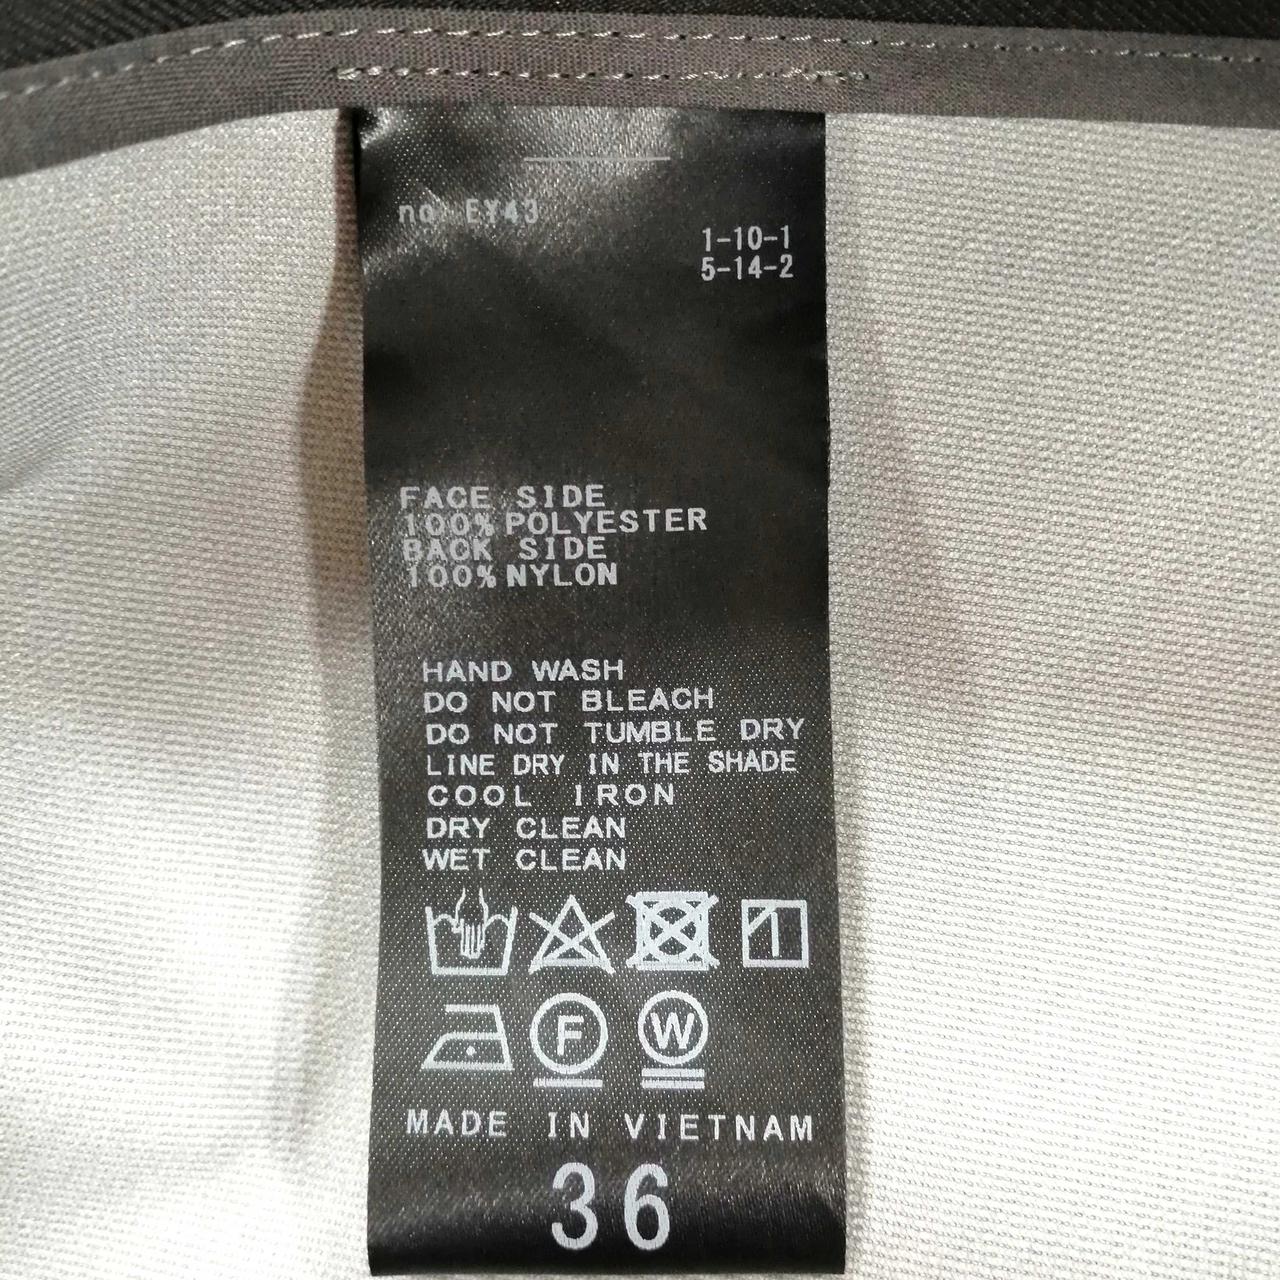 no. EY43
1-10-1
5-14-2
FACE SIDE
100% POLYESTER
BACK SIDE
100% NYLON
HAND WASH
DO NOT BLEACH
DO NOT TUMBLE DRY
LINE DRY IN THE SHADE
COOL IRON
DRY CLEAN
WET CLEAN
F W
MADE IN VIETNAM
36